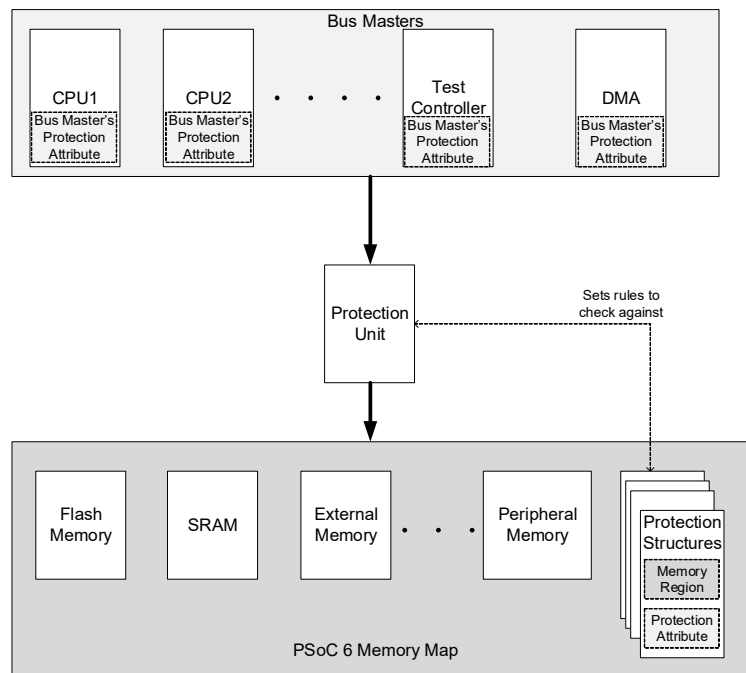 Bus Masters
CPU1
Bus Master's
Protection
Attribute
CPU2
Bus Master's
Protection
Attribute
Test
Controller
Bus Master's
Protection
Attribute
DMA
Bus Master's
Protection
Attribute
Protection
Unit
Sets rules to
check against
Flash
Memory
SRAM
External
Memory
Peripheral
Memory
Protection
Structures
Memory
Region
Protection
Attribute
PSoC 6 Memory Map